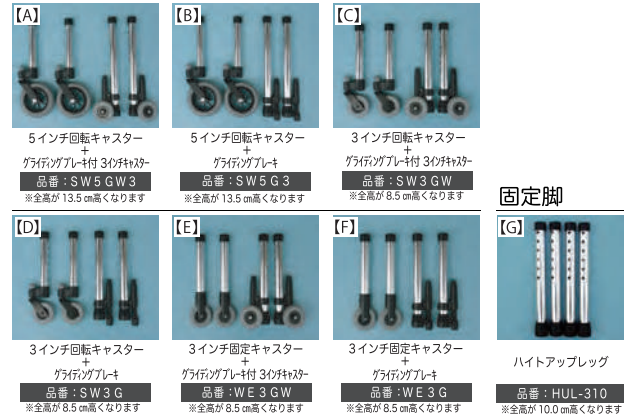 【A】
5インチ回転キャスター
+
グライディングブレーキ付 3インチキャスター
品番：SW5GW3
※全高が 13.5 ㎝高くなります
【B】
5インチ回転キャスター
+
グライディングブレーキ
品番：SW5G3
※全高が 13.5 ㎝高くなります
【C】
3インチ回転キャスター
+
グライディングブレーキ付 3インチキャスター
品番：SW3GW
※全高が 8.5 ㎝高くなります
【D】
3インチ回転キャスター
+
グライディングブレーキ
品番：SW3G
※全高が 8.5 ㎝高くなります
【E】
3インチ固定キャスター
+
グライディングブレーキ付 3インチキャスター
品番：WE3GW
※全高が 8.5 ㎝高くなります
【F】
3インチ固定キャスター
+
グライディングブレーキ
品番：WE3G
※全高が 8.5 ㎝高くなります
固定脚
【G】
ハイトアップレッグ
品番：HUL-310
※全高が 10.0 ㎝高くなります